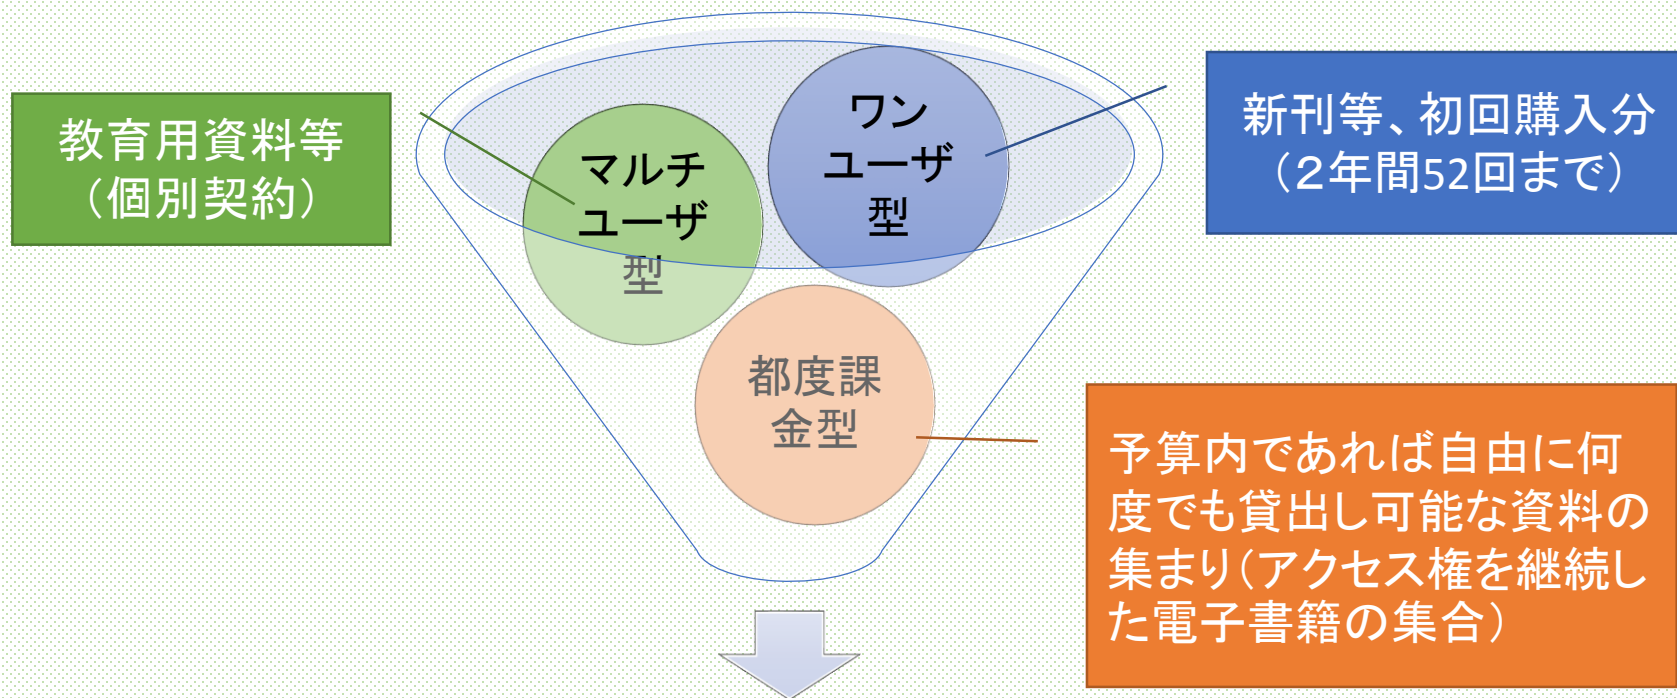 教育用資料等
（個別契約）
マルチ
ユーザ
型
ワン
ユーザ
型
新刊等、初回購入分
（２年間52回まで）
都度課
金型
予算内であれば自由に何
度でも貸出し可能な資料の
集まり（アクセス権を継続し
た電子書籍の集合）